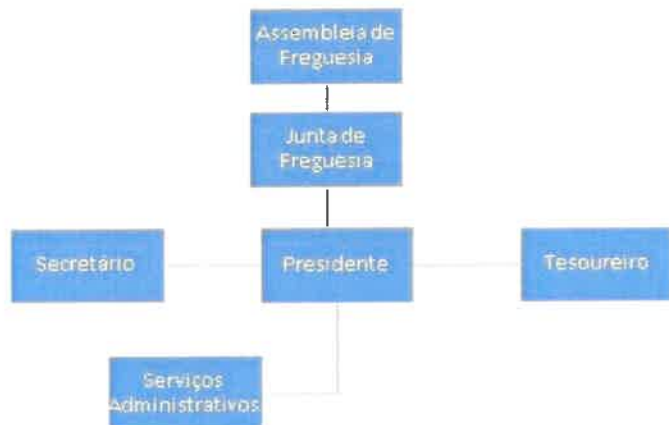 Assembleia de
Freguesia
Junta de
Freguesia
Secretário
Presidente
Tesoureiro
Serviços
Administrativos